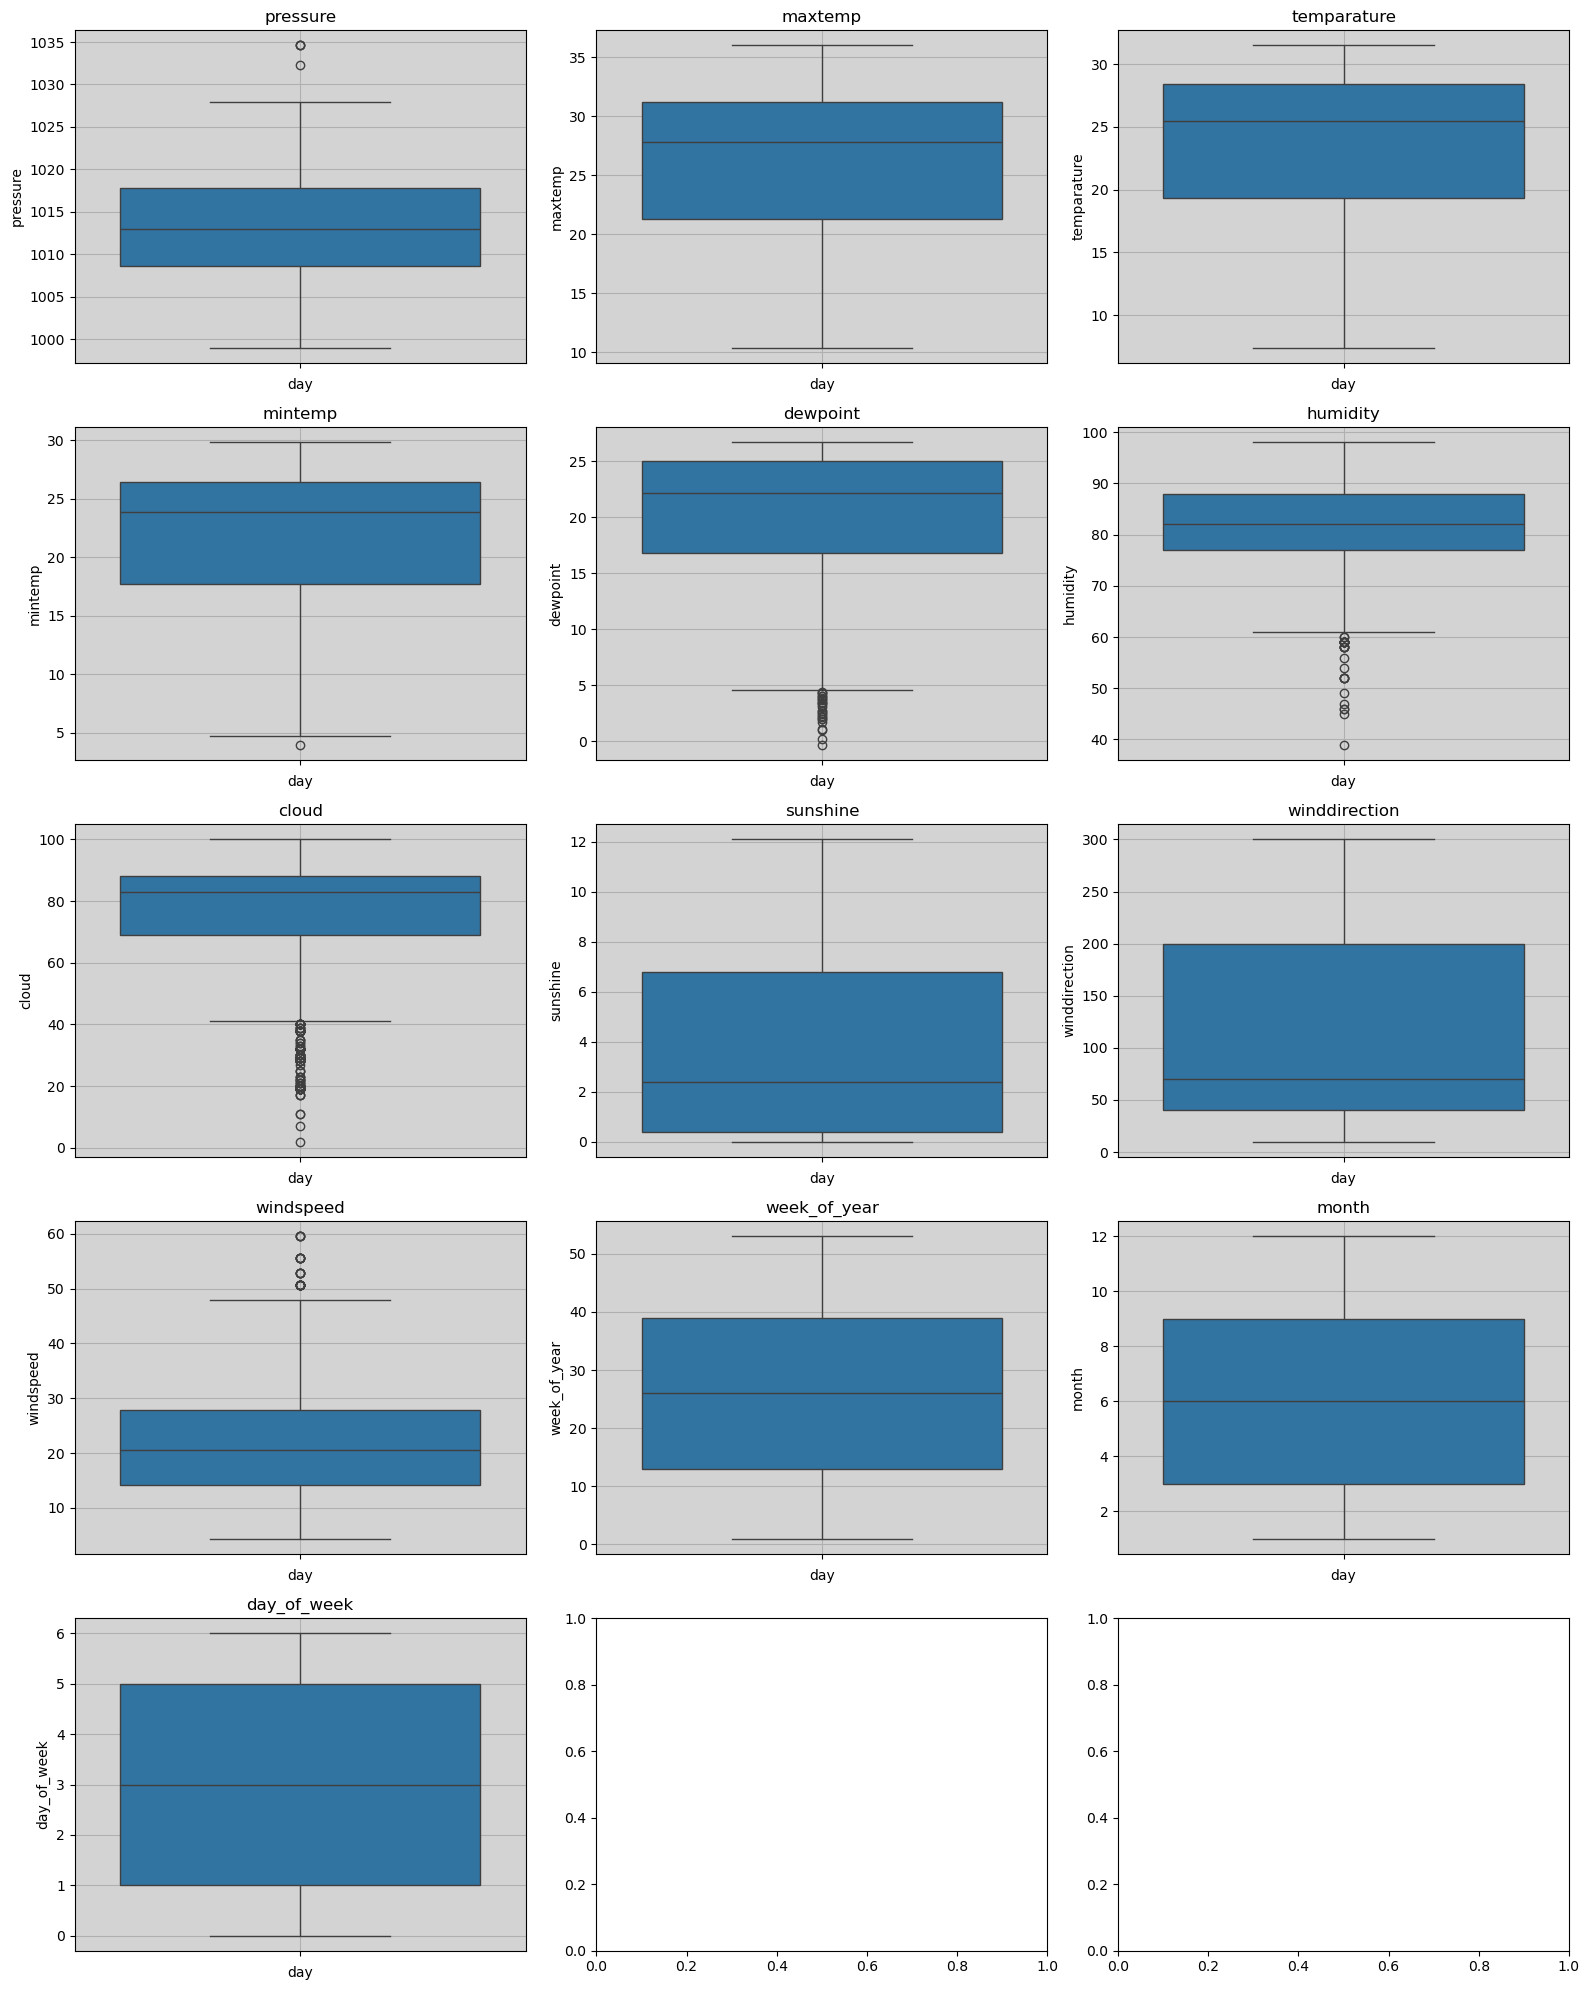 pressure
1035
1030
1025
1020
1015
1010
1005
1000
pressure
day
maxtemp
35
30
25
20
15
10
maxtemp
day
temparature
30
25
20
15
10
temparature
day
mintemp
30
25
20
15
10
5
mintemp
day
dewpoint
25
20
15
10
5
0
dewpoint
day
humidity
100
90
80
70
60
50
40
humidity
day
cloud
100
80
60
40
20
0
cloud
day
sunshine
12
10
8
6
4
2
0
sunshine
day
winddirection
300
250
200
150
100
50
0
winddirection
day
windspeed
60
50
40
30
20
10
windspeed
day
week_of_year
50
40
30
20
10
0
week_of_year
day
month
12
10
8
6
4
2
month
day
day_of_week
6
5
4
3
2
1
0
day_of_week
day
1.0
0.8
0.6
0.4
0.2
0.0
0.0 0.2 0.4 0.6 0.8 1.0
1.0
0.8
0.6
0.4
0.2
0.0
0.0 0.2 0.4 0.6 0.8 1.0